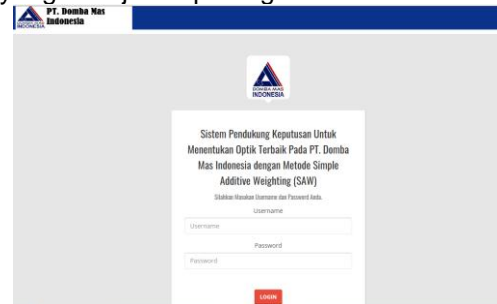 PT. Domba Mas
Indonesia
DOMBA MAS
INDONESIA
Sistem Pendukung Keputusan Untuk
Menentukan Optik Terbaik Pada PT. Domba
Mas Indonesia dengan Metode Simple
Additive Weighting (SAW)
Silahkan Masukan Username dan Password Anda.
Username
Username
Password
Password
LOGIN